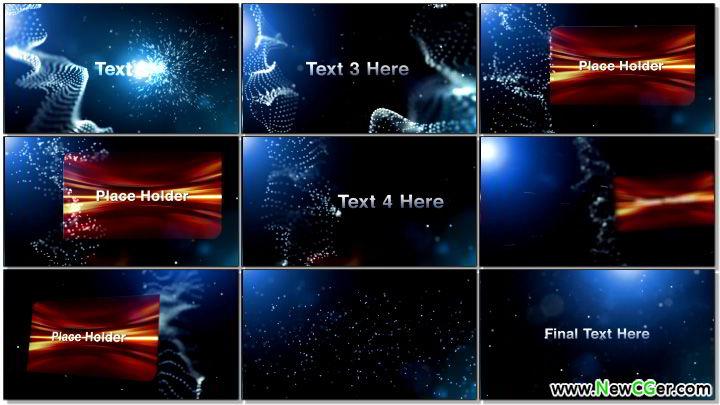 Text
Text 3 Here
Place Holder
Place Holder
Text 4 Here
Place Holder
Final Text Here
www.NewCGer.com